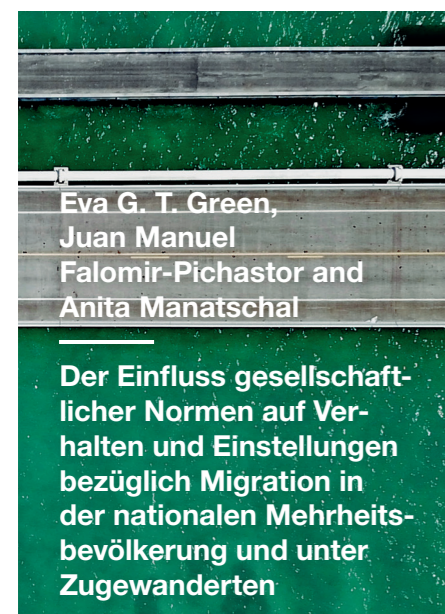 Eva G. T. Green,
Juan Manuel
Falomir-Pichastor and
Anita Manatschal
Der Einfluss gesellschaft-
licher Normen auf Ver-
halten und Einstellungen
bezüglich Migration in
der nationalen Mehrheits-
bevölkerung und unter
Zugewanderten